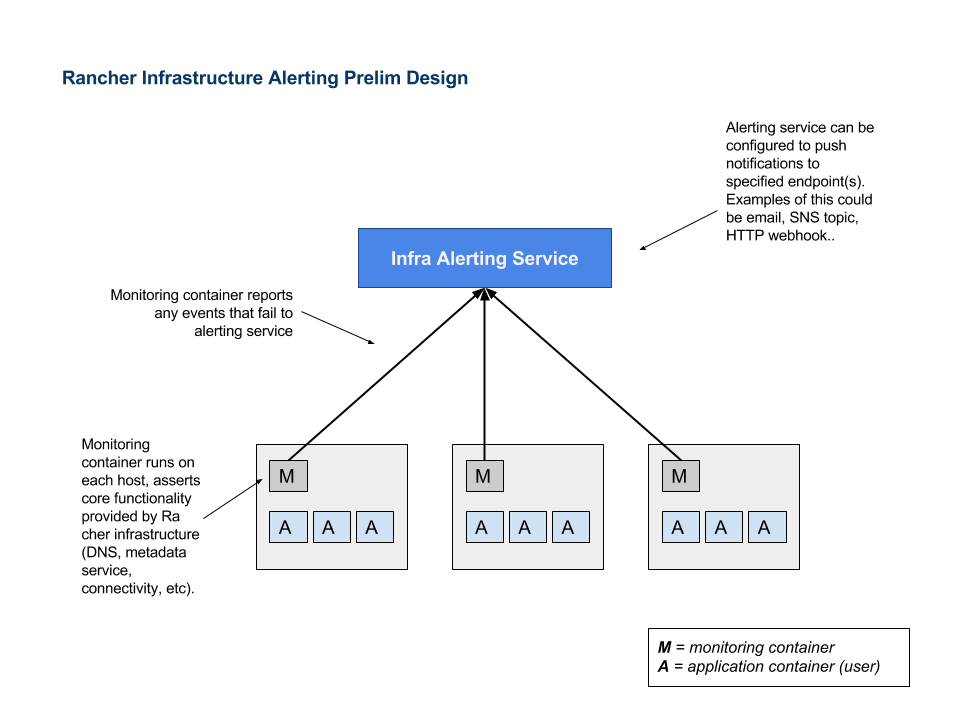 Rancher Infrastructure Alerting Prelim Design
Alerting service can be
configured to push
notifications to
specified endpoint(s).
Examples of this could
be email, SNS topic,
HTTP webhook..
Infra Alerting Service
Monitoring container reports
any events that fail to
alerting service
Monitoring
container runs on
each host, asserts
core functionality
provided by Ra
cher infrastructure
(DNS, metadata
service,
connectivity, etc).
M
A A A
M
A A A
M
A A A
M = monitoring container
A = application container (user)